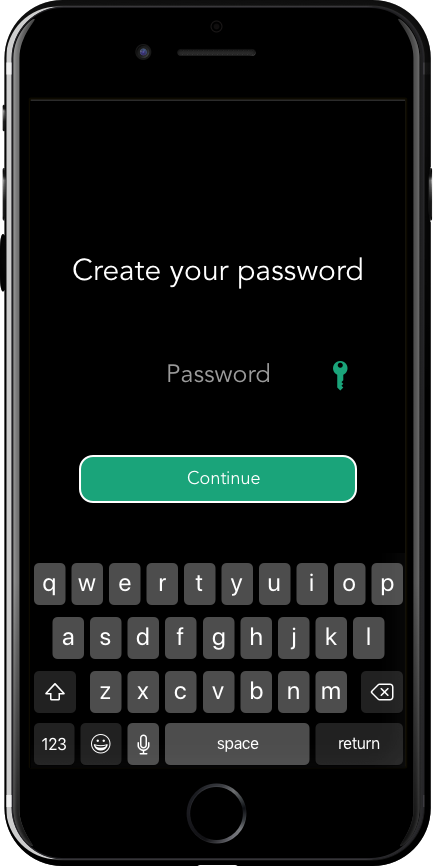 Create your password
Password
Continue
q w e r t y u i o p
a s d f g h j k l
z x c v b n m
123 space return